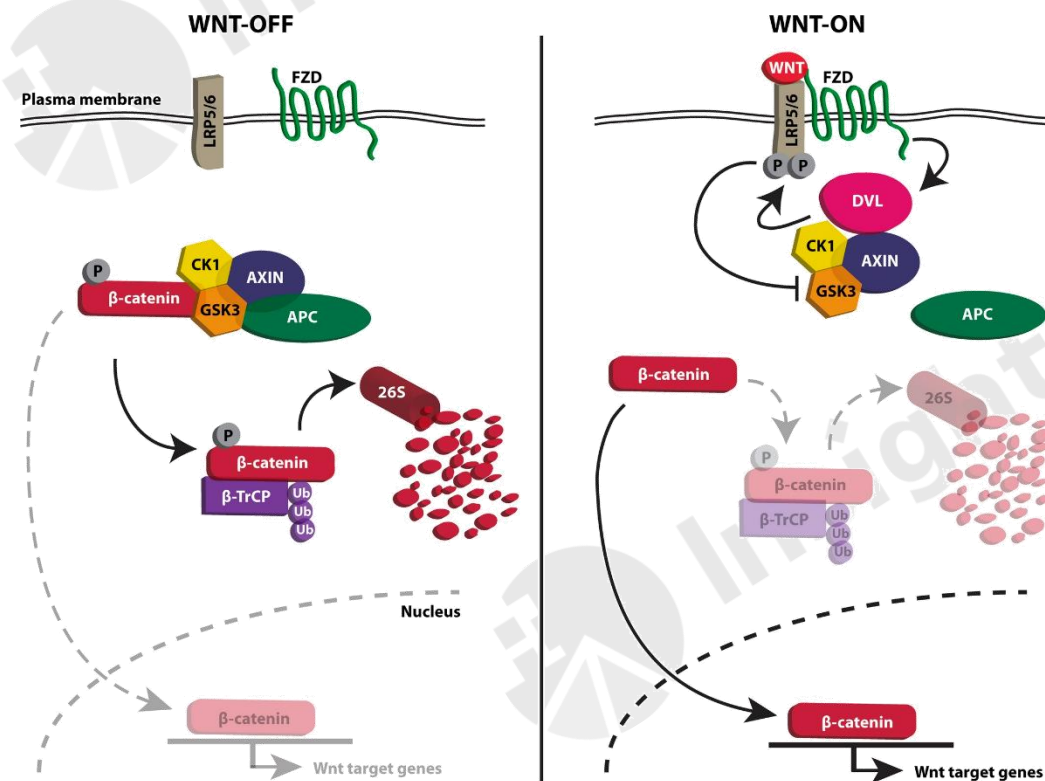 WNT-OFF
Plasma membrane
LRP5/6
FZD
P
β-catenin
CK1
GSK3
AXIN
APC
P
β-catenin
β-TrCP
Ub
Ub
Ub
26S
Nucleus
β-catenin
Wnt target genes
WNT-ON
WNT
FZD
LRP5/6
P P
DVL
CK1
AXIN
GSK3
APC
β-catenin
26S
P
β-catenin
β-TrCP
Ub
Ub
Ub
β-catenin
Wnt target genes